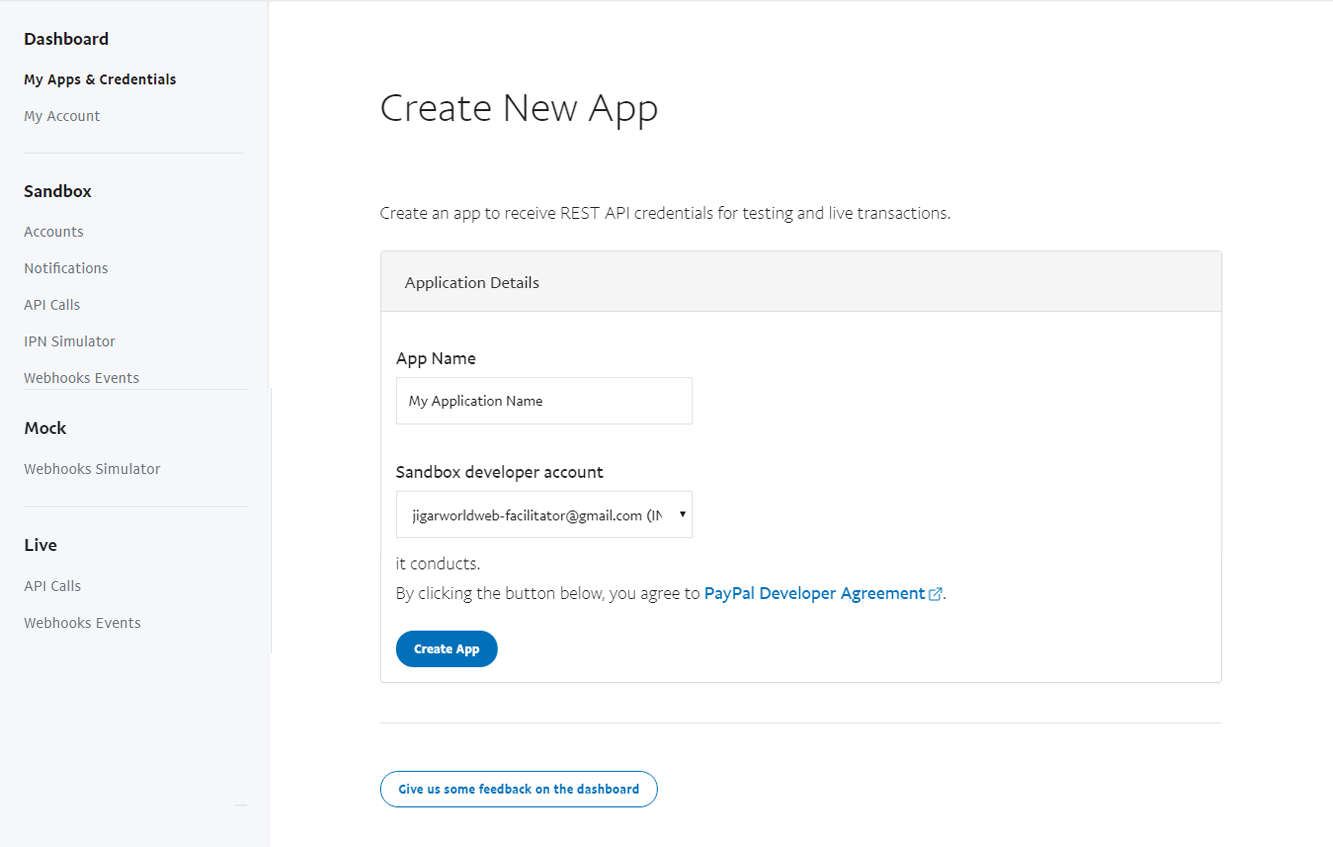 Dashboard
My Apps & Credentials
My Account
Sandbox
Accounts
Notifications
API Calls
IPN Simulator
Webhooks Events
Mock
Webhooks Simulator
Live
API Calls
Webhooks Events
Create New App
Create an app to receive REST API credentials for testing and live transactions.
Application Details
App Name
My Application Name
Sandbox developer account
jigarworldweb-facilitator@gmail.com (IN
it conducts.
By clicking the button below, you agree to PayPal Developer Agreement.
Create App
Give us some feedback on the dashboard